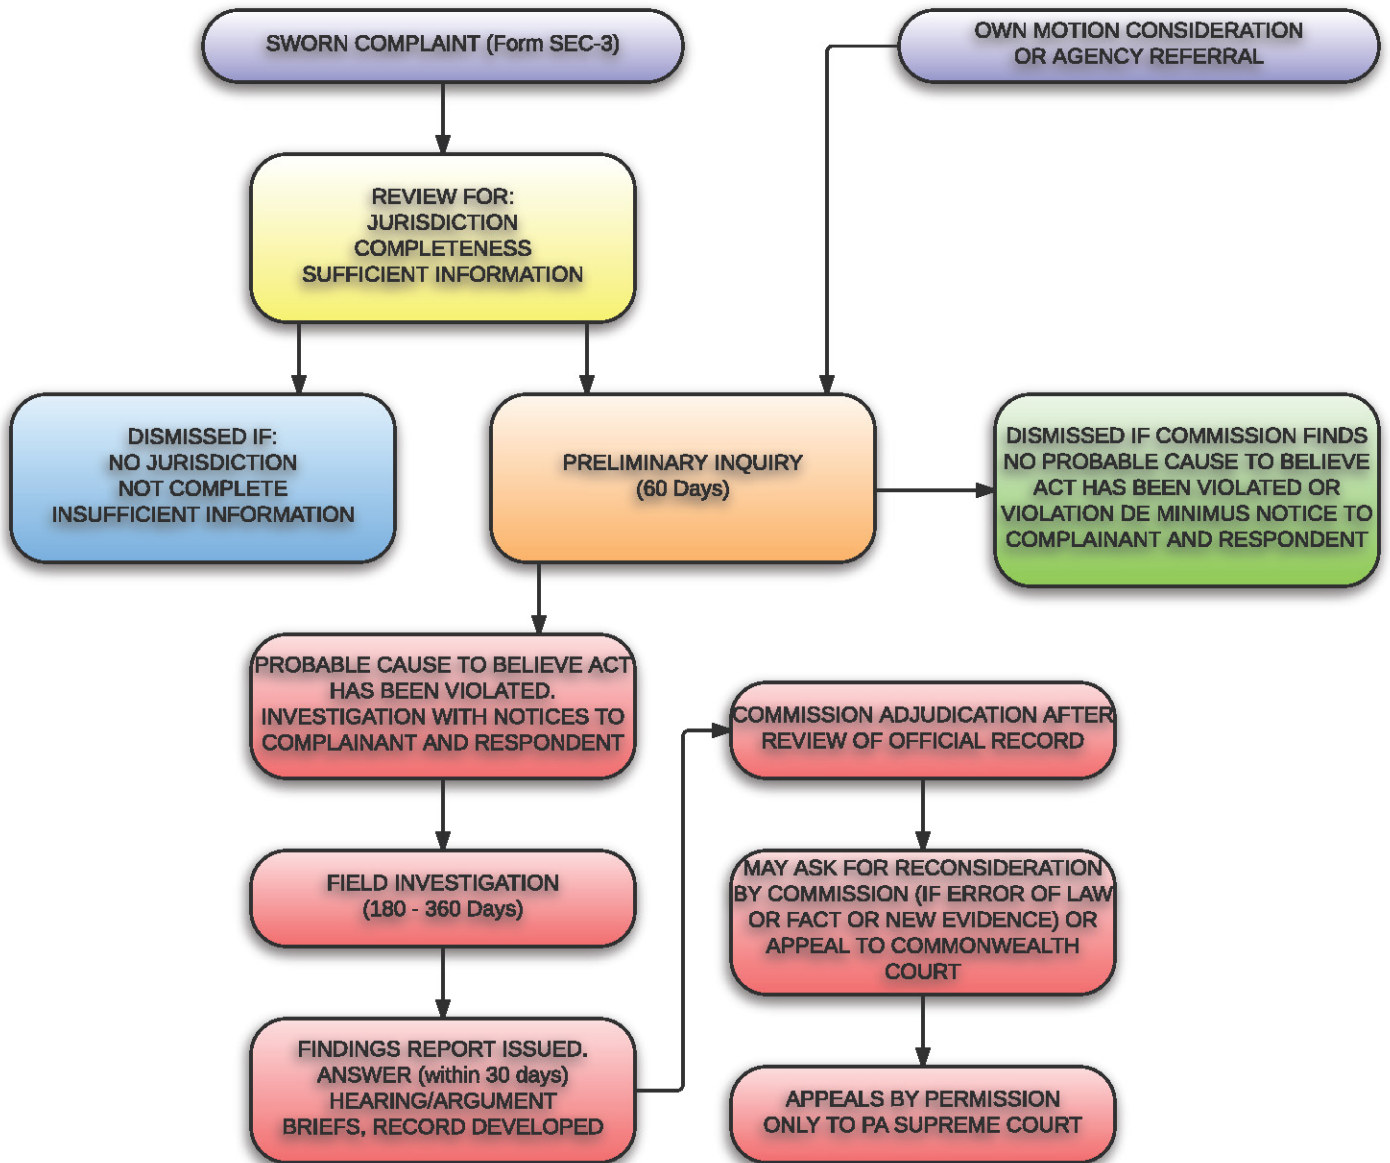 SWORN COMPLAINT (Form SEC-3)
OWN MOTION CONSIDERATION
OR AGENCY REFERRAL
REVIEW FOR:
JURISDICTION
COMPLETENESS
SUFFICIENT INFORMATION
DISMISSED IF:
NO JURISDICTION
NOT COMPLETE
INSUFFICIENT INFORMATION
PRELIMINARY INQUIRY
(60 Days)
DISMISSED IF COMMISSION FINDS
NO PROBABLE CAUSE TO BELIEVE
ACT HAS BEEN VIOLATED OR
VIOLATION DE MINIMUS NOTICE TO
COMPLAINANT AND RESPONDENT
PROBABLE CAUSE TO BELIEVE ACT
HAS BEEN VIOLATED.
INVESTIGATION WITH NOTICES TO
COMPLAINANT AND RESPONDENT
FIELD INVESTIGATION
(180 - 360 Days)
FINDINGS REPORT ISSUED.
ANSWER (within 30 days)
HEARING/ARGUMENT
BRIEFS, RECORD DEVELOPED
COMMISSION ADJUDICATION AFTER
REVIEW OF OFFICIAL RECORD
MAY ASK FOR RECONSIDERATION
BY COMMISSION (IF ERROR OF LAW
OR FACT OR NEW EVIDENCE) OR
APPEAL TO COMMONWEALTH
COURT
APPEALS BY PERMISSION
ONLY TO PA SUPREME COURT